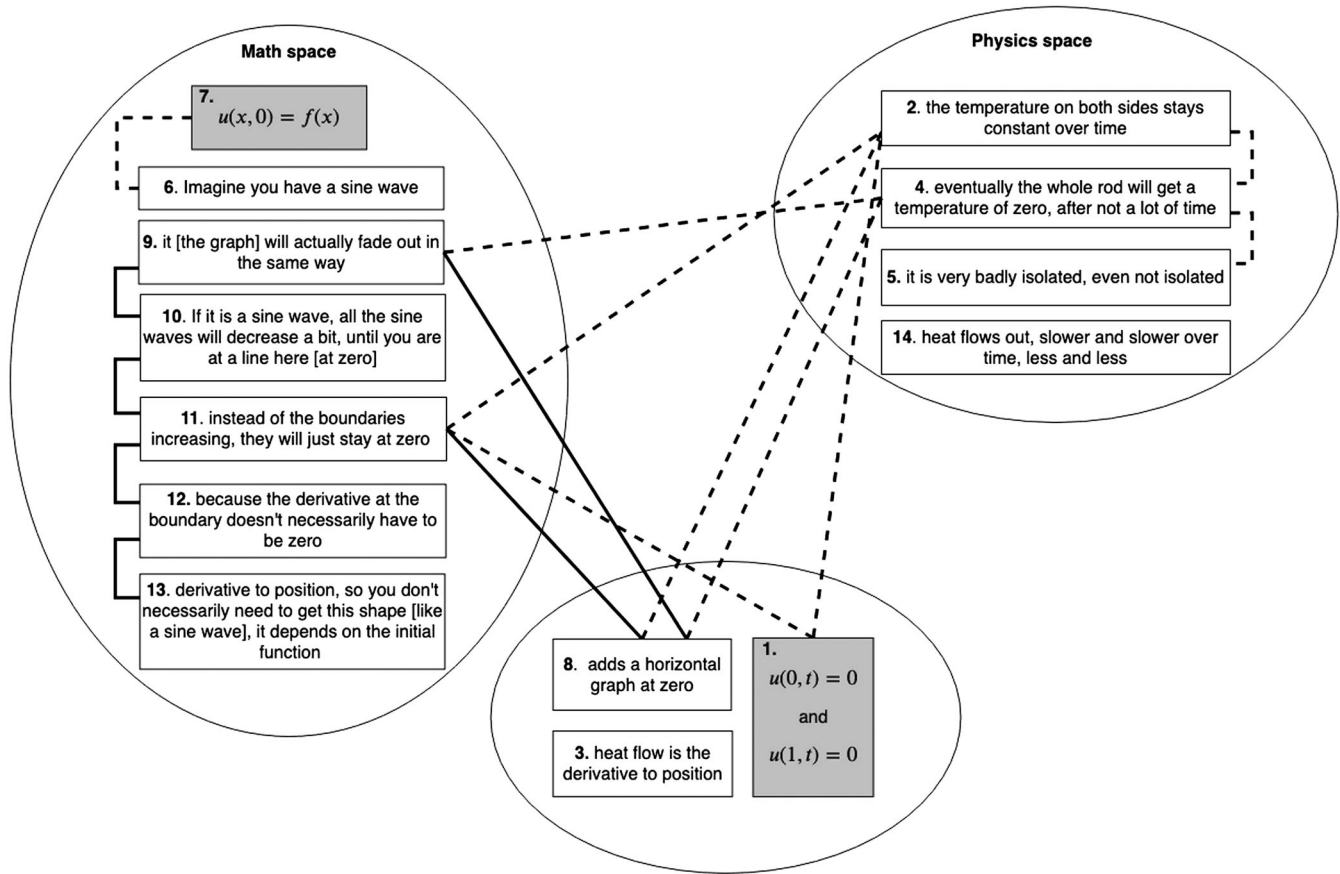 Math space
7.
u(x, 0) = f(x)
6. Imagine you have a sine wave
9. it [the graph] will actually fade out in
the same way
10. If it is a sine wave, all the sine
waves will decrease a bit, until you are
at a line here [at zero]
11. instead of the boundaries
increasing, they will just stay at zero
12. because the derivative at the
boundary doesn't necessarily have to
be zero
13. derivative to position, so you don't
necessarily need to get this shape [like
a sine wave], it depends on the initial
function
Physics space
2. the temperature on both sides stays
constant over time
4. eventually the whole rod will get a
temperature of zero, after not a lot of time
5. it is very badly isolated, even not isolated
14. heat flows out, slower and slower over
time, less and less
8. adds a horizontal
graph at zero
3. heat flow is the
derivative to position
1.
u(0, t) = 0
and
u(1, t) = 0